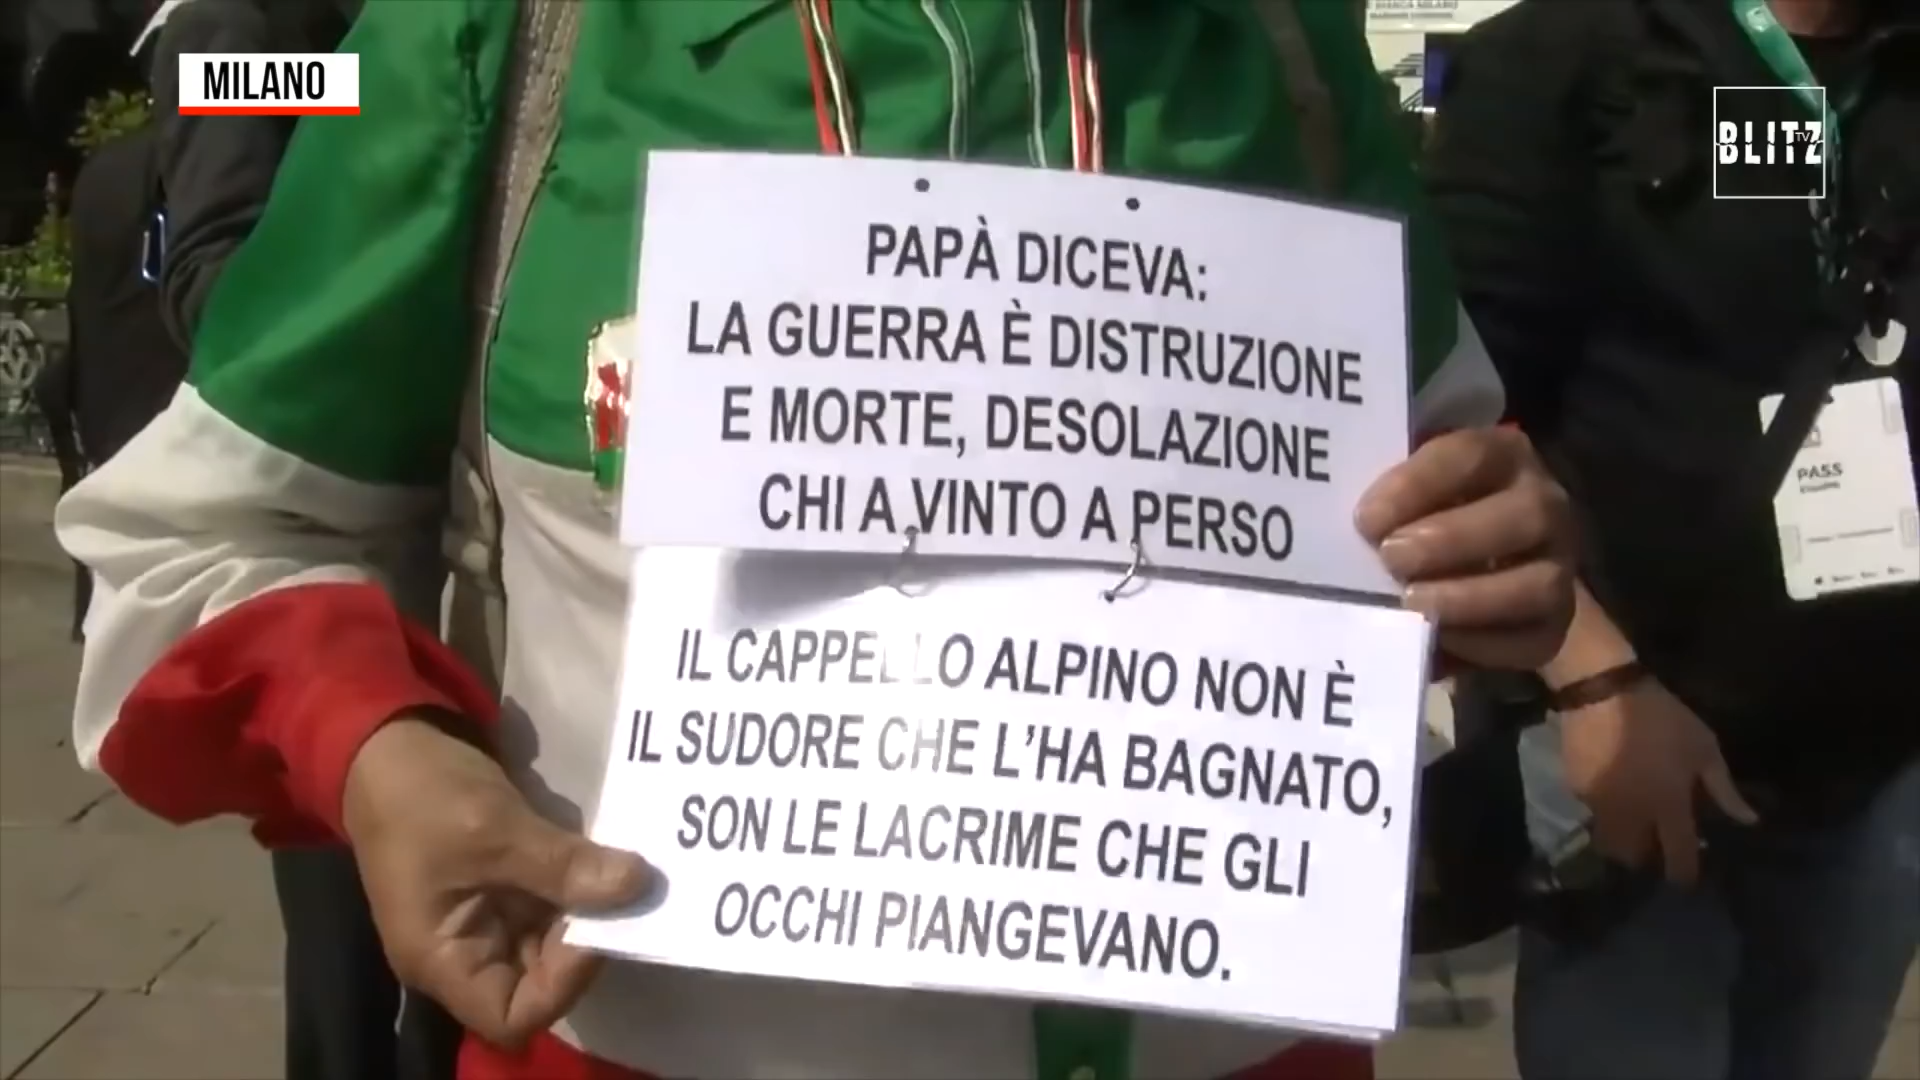 MILANO
BLITZ
TV
PAPÀ DICEVA:
LA GUERRA È DISTRUZIONE
E MORTE, DESOLAZIONE
CHI A VINTO A PERSO
IL CAPPELLO ALPINO NON È
IL SUDORE CHE L'HA BAGNATO,
SON LE LACRIME CHE GLI
OCCHI PIANGEVANO.
PASS